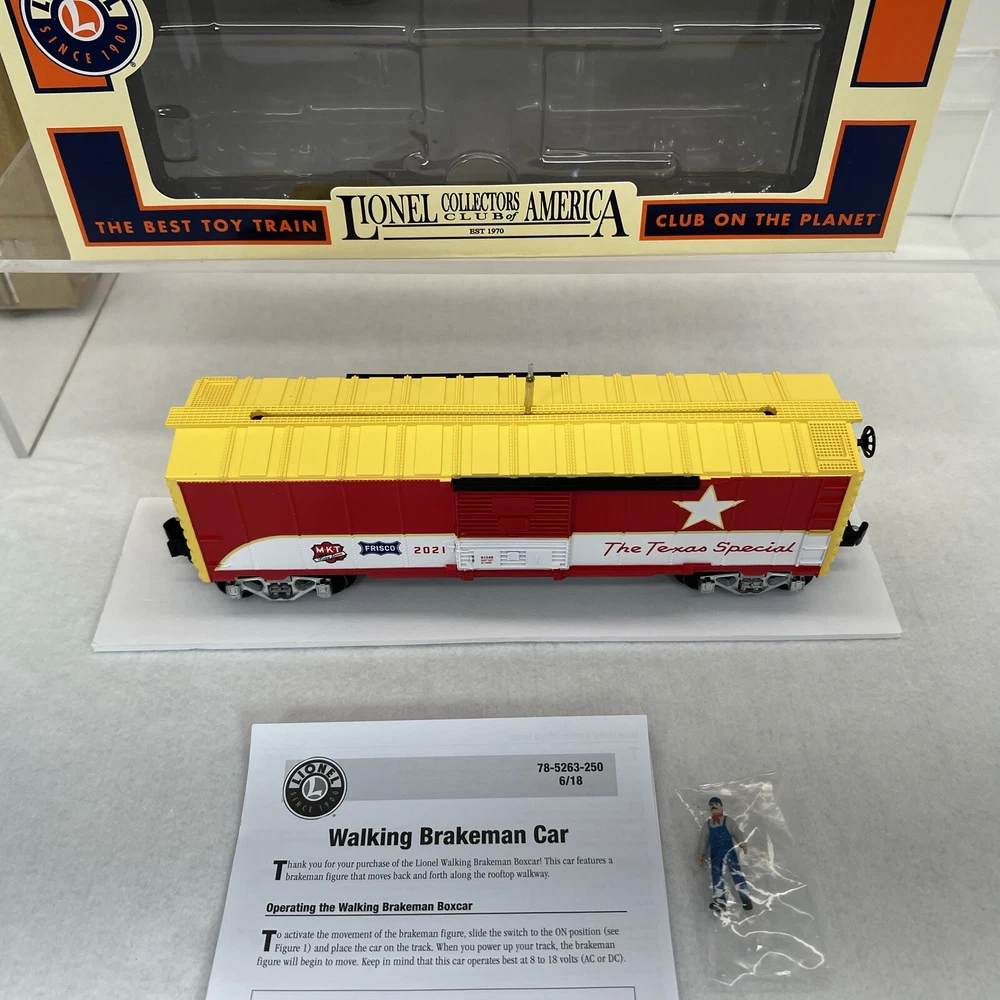 LIONEL
L
SINCE 1900
THE BEST TOY TRAIN
LIONEL COLLECTORS CLUB of AMERICA
EST 1970
CLUB ON THE PLANET
M-K-T
FRISCO
2021
The Texas Special
LIONEL
L
SINCE 1900
78-5263-250
6/18
Walking Brakeman Car
Thank you for your purchase of the Lionel Walking Brakeman Boxcar! This car features a
brakeman figure that moves back and forth along the rooftop walkway.
Operating the Walking Brakeman Boxcar
To activate the movement of the brakeman figure, slide the switch to the ON position (see
Figure 1) and place the car on the track. When you power up your track, the brakeman
figure will begin to move. Keep in mind that this car operates best at 8 to 18 volts (AC or DC).